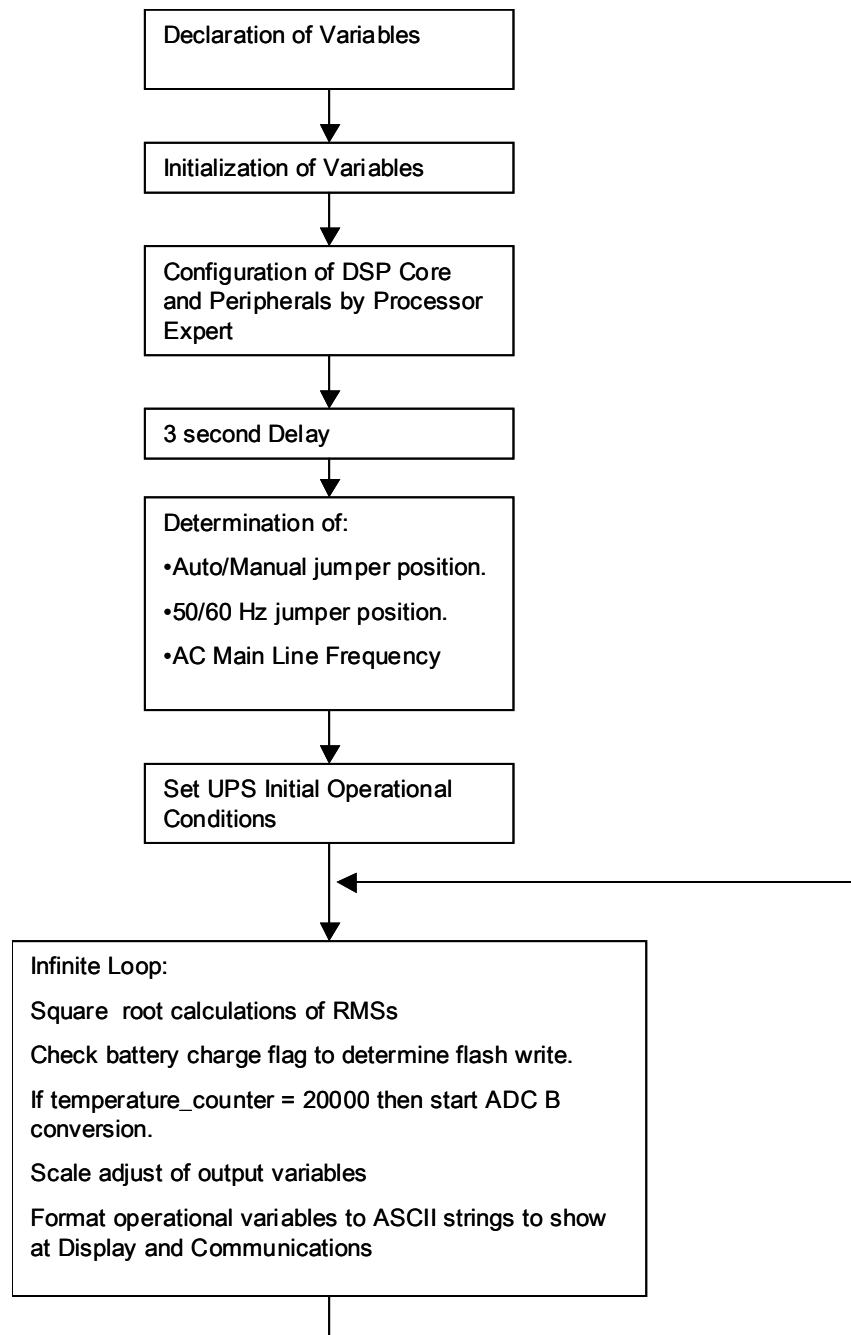 Declaration of Variables
Initialization of Variables
Configuration of DSP Core
and Peripherals by Processor
Expert
3 second Delay
Determination of:
•Auto/Manual jumper position.
•50/60 Hz jumper position.
•AC Main Line Frequency
Set UPS Initial Operational
Conditions
Infinite Loop:
Square root calculations of RMSs
Check battery charge flag to determine flash write.
If temperature_counter = 20000 then start ADC B
conversion.
Scale adjust of output variables
Format operational variables to ASCII strings to show
at Display and Communications